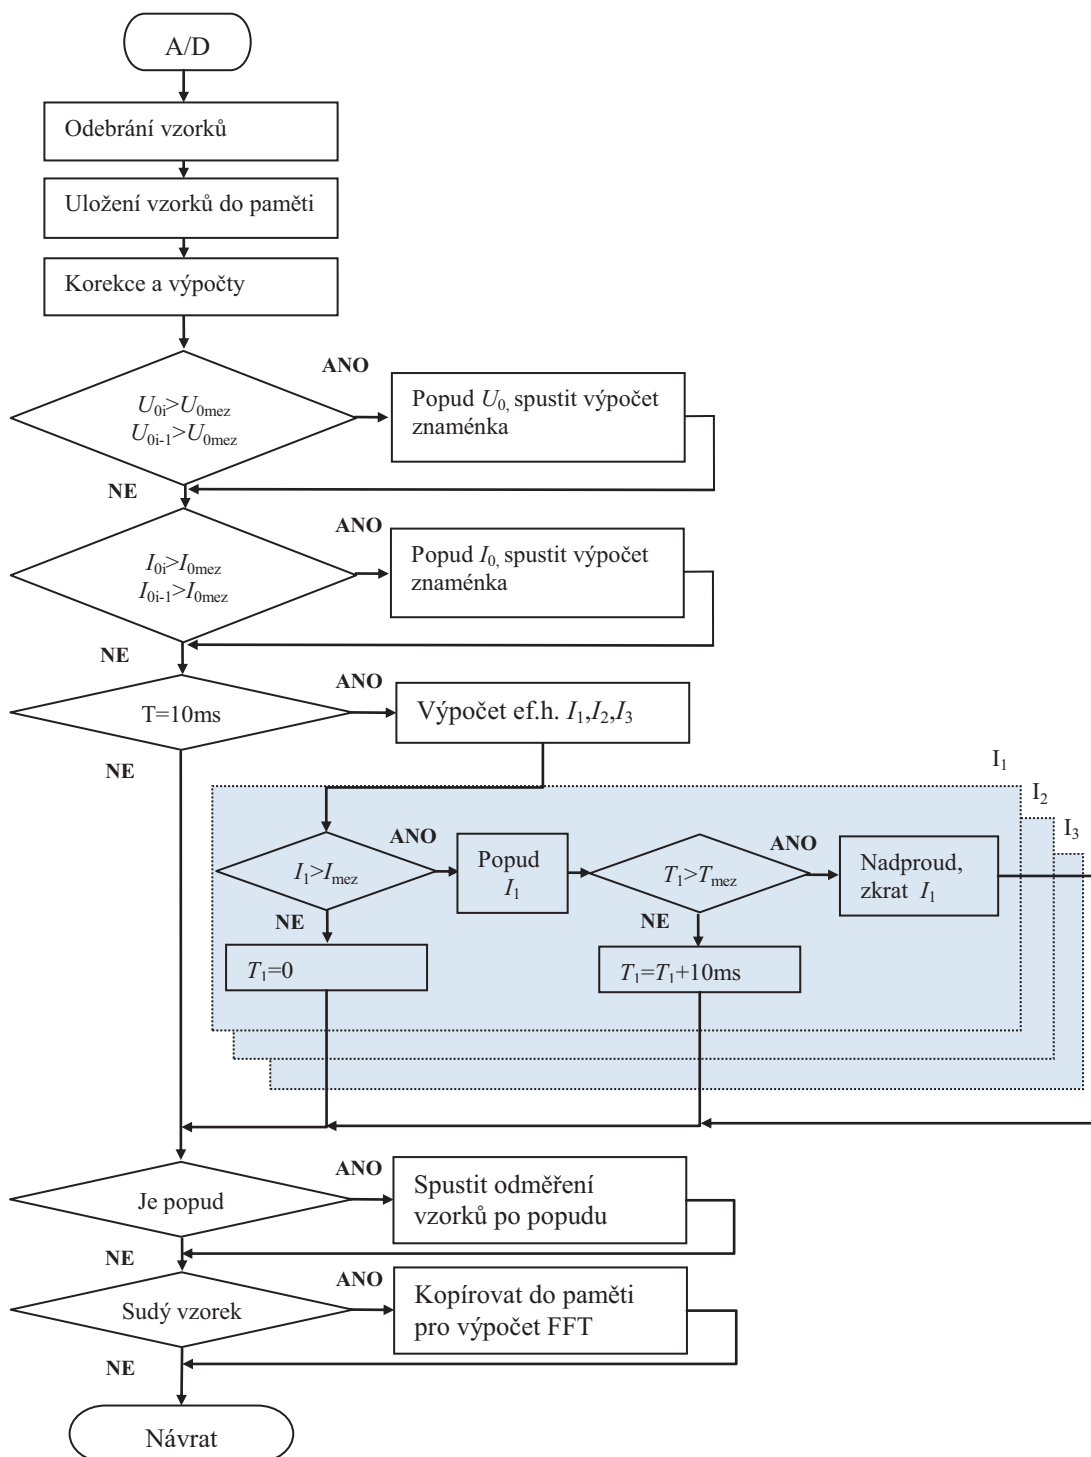 A/D
Odebrání vzorků
Uložení vzorků do paměti
Korekce a výpočty
ANO
U0i>U0mez
U0i-1>U0mez
Popud U0, spustit výpočet
znaménka
NE
ANO
I0i>I0mez
I0i-1>I0mez
Popud I0, spustit výpočet
znaménka
NE
ANO
T=10ms
Výpočet ef.h. I1,I2,I3
NE
I1
I2
I3
ANO
I1>Imez
Popud
I1
ANO
T1>Tmez
Nadproud,
zkrat I1
NE
NE
T1=0
T1=T1+10ms
ANO
Je popud
Spustit odměření
vzorků po popudu
NE
ANO
Sudý vzorek
Kopírovat do paměti
pro výpočet FFT
NE
Návrat